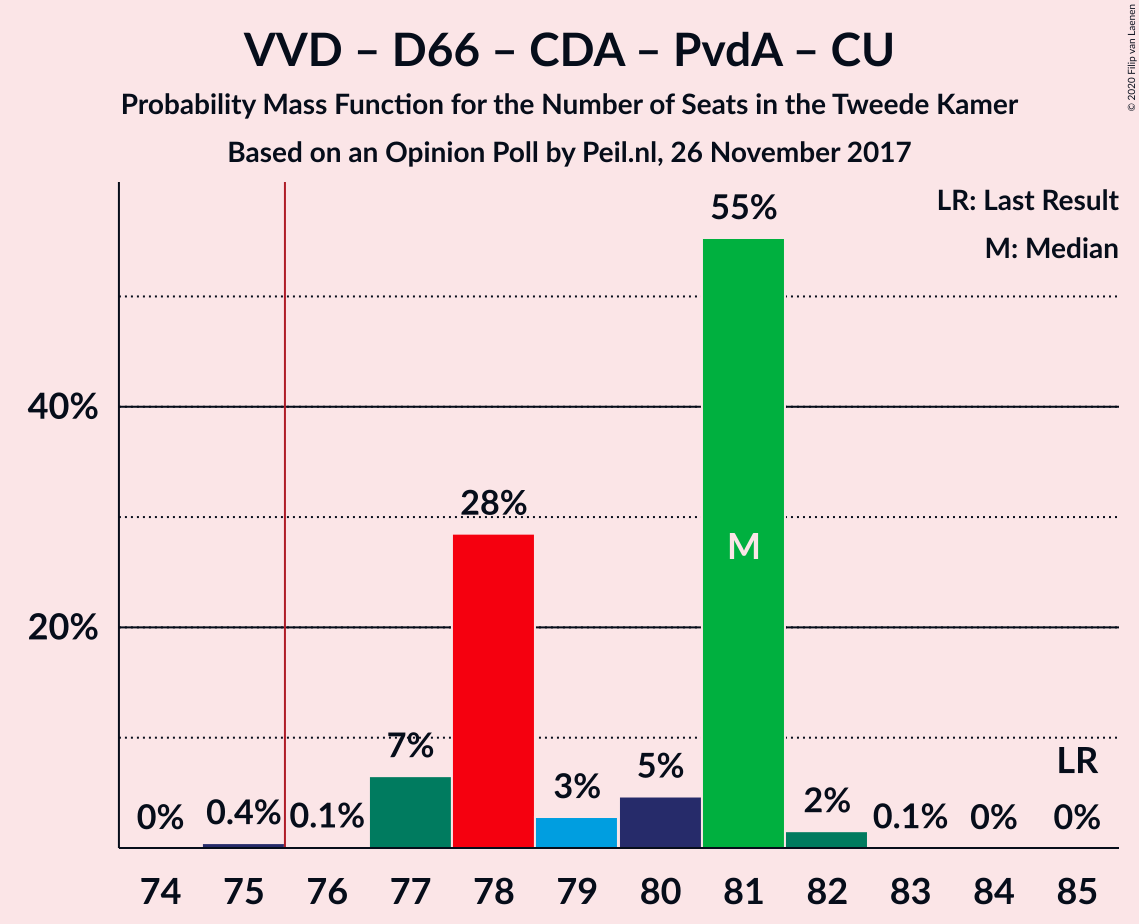 VVD – D66 – CDA – PvdA – CU
Probability Mass Function for the Number of Seats in the Tweede Kamer
Based on an Opinion Poll by Peil.nl, 26 November 2017
© 2020 Filip van Laenen
LR: Last Result
M: Median
40%
20%
0%
0.4%
0.1%
7%
28%
3%
5%
55%
M
2%
0.1%
0%
LR
0%
74 75 76 77 78 79 80 81 82 83 84 85